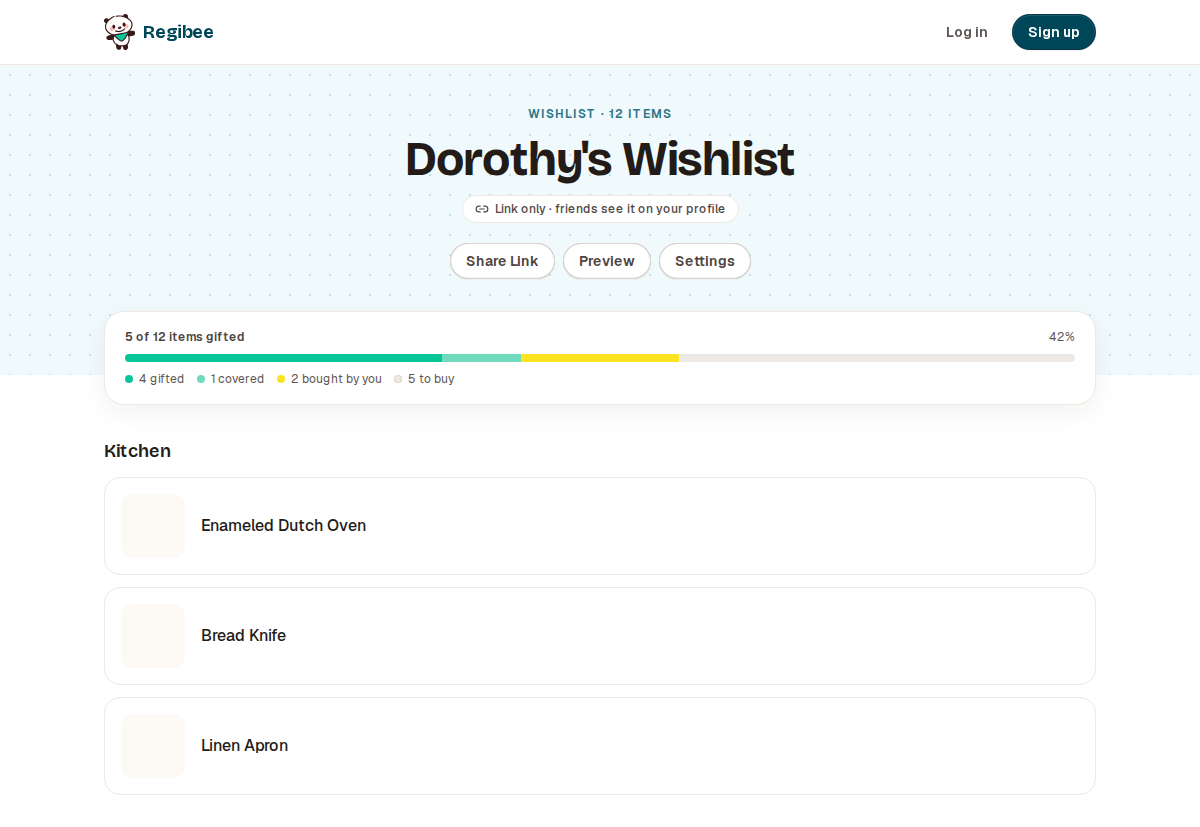 Regibee
Log in
Sign up
WISHLIST · 12 ITEMS
Dorothy's Wishlist
Link only · friends see it on your profile
Share Link
Preview
Settings
5 of 12 items gifted
42%
4 gifted
1 covered
2 bought by you
5 to buy
Kitchen
Enameled Dutch Oven
Bread Knife
Linen Apron